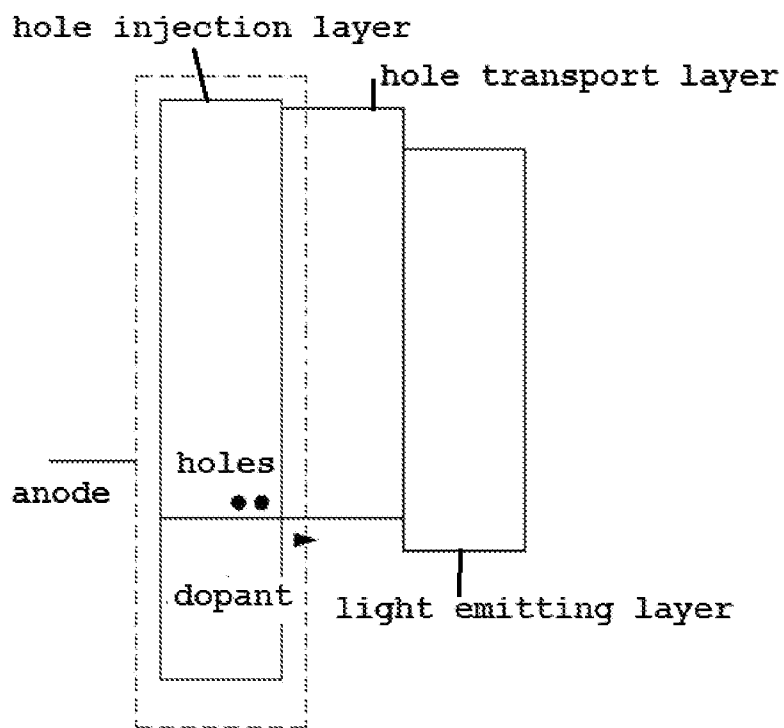 hole injection layer
hole transport layer
holes
anode
dopant
light emitting layer